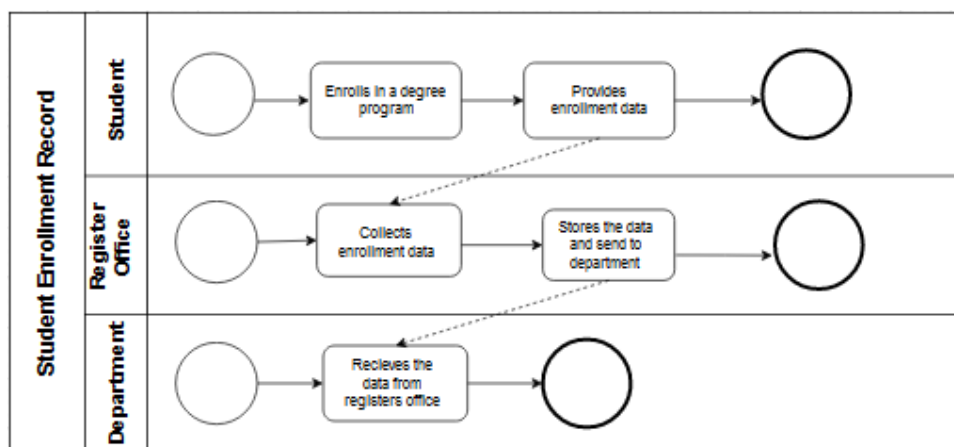 Student Enrollment Record
Student
Enrolls in a degree
program
Provides
enrollment data
Register
Office
Collects
enrollment data
Stores the data
and send to
department
Department
Recieves the
data from
registers office